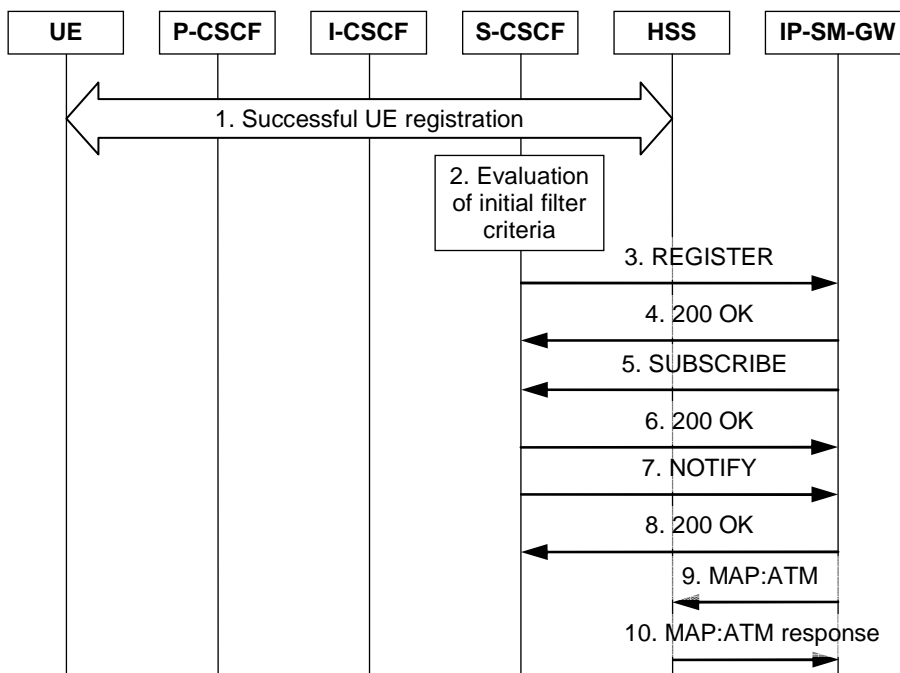 UE
P-CSCF
I-CSCF
S-CSCF
HSS
IP-SM-GW
1. Successful UE registration
2. Evaluation
of initial filter
criteria
3. REGISTER
4. 200 OK
5. SUBSCRIBE
6. 200 OK
7. NOTIFY
8. 200 OK
9. MAP:ATM
10. MAP:ATM response